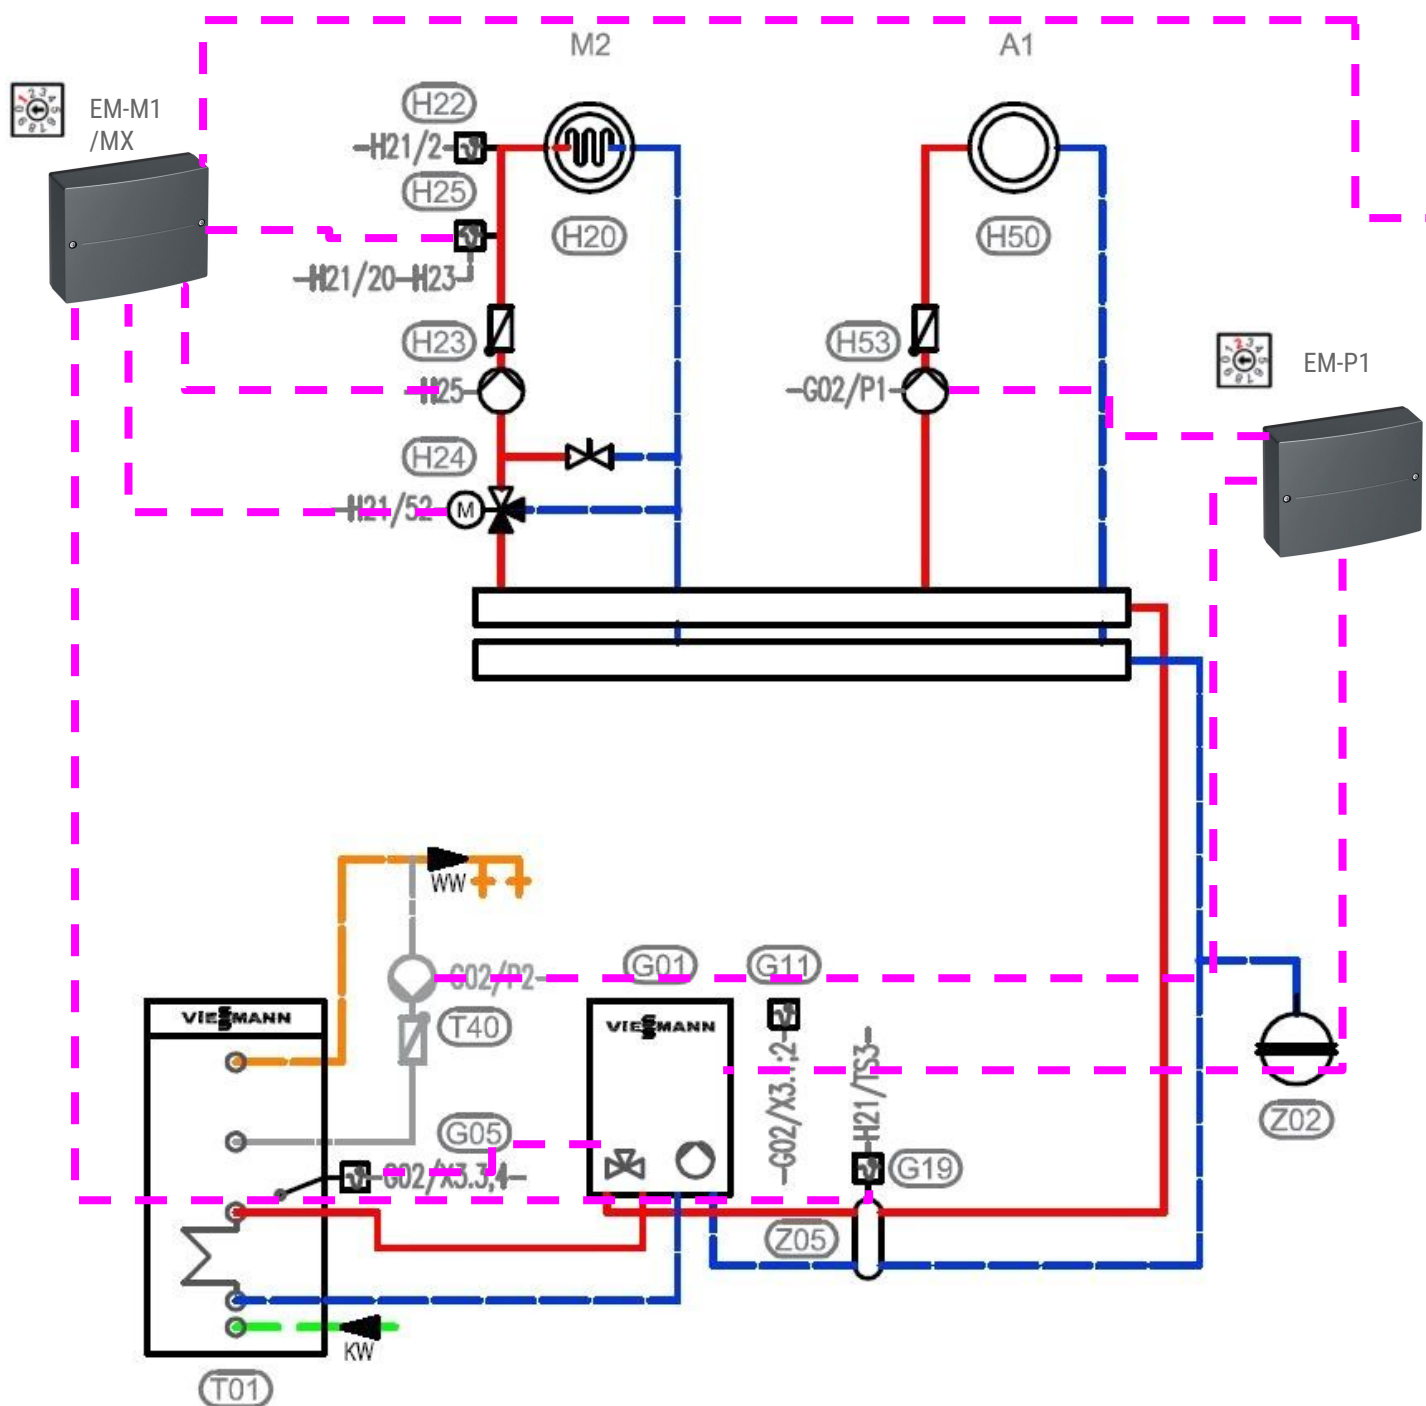 M2
A1
EM-M1
/MX
H22
H21/2
H25
H20
H50
H21/20 H23
H23
H53
EM-P1
H25
G02/P1
H24
H21/52
WW
G02/P2
G01
G11
VIESMANN
VIESMANN
T40
G02/X3.1:2
H21/TS3
Z02
G05
G02/X3.3,4
G19
Z05
KW
T01